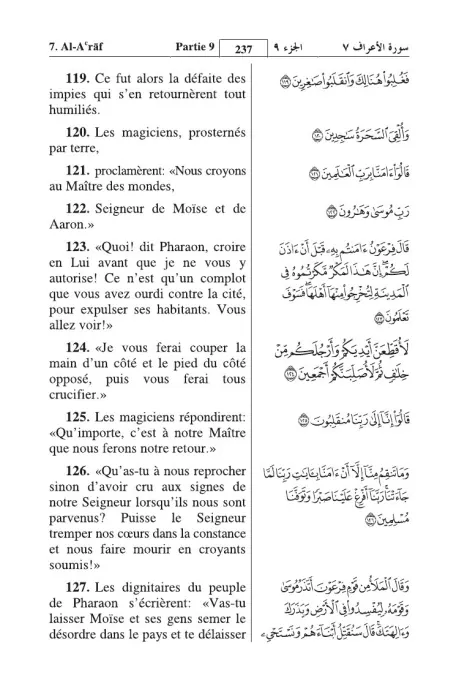 7. Al-Aᶜrāf Partie 9 237 الجزء ٩ سورة الأعراف ٧
119. Ce fut alors la défaite des
impies qui s'en retournèrent tout
humiliés.
فَغُلِبُوا۟ هُنَالِكَ وَٱنقَلَبُوا۟ صَٰغِرِينَ ۝١١٩
120. Les magiciens, prosternés
par terre,
وَأُلْقِىَ ٱلسَّحَرَةُ سَٰجِدِينَ ۝١٢٠
121. proclamèrent: «Nous croyons
au Maître des mondes,
قَالُوٓا۟ ءَامَنَّا بِرَبِّ ٱلْعَٰلَمِينَ ۝١٢١
122. Seigneur de Moïse et de
Aaron.»
رَبِّ مُوسَىٰ وَهَٰرُونَ ۝١٢٢
123. «Quoi! dit Pharaon, croire
en Lui avant que je ne vous y
autorise! Ce n'est qu'un complot
que vous avez ourdi contre la cité,
pour expulser ses habitants. Vous
allez voir!»
قَالَ فِرْعَوْنُ ءَامَنتُم بِهِۦ قَبْلَ أَنْ ءَاذَنَ
لَكُمْ ۖ إِنَّ هَٰذَا لَمَكْرٌ مَّكَرْتُمُوهُ فِى
ٱلْمَدِينَةِ لِتُخْرِجُوا۟ مِنْهَآ أَهْلَهَا ۖ فَسَوْفَ
تَعْلَمُونَ ۝١٢٣
124. «Je vous ferai couper la
main d'un côté et le pied du côté
opposé, puis vous ferai tous
crucifier.»
لَأُقَطِّعَنَّ أَيْدِيَكُمْ وَأَرْجُلَكُم مِّنْ
خِلَٰفٍ ثُمَّ لَأُصَلِّبَنَّكُمْ أَجْمَعِينَ ۝١٢٤
125. Les magiciens répondirent:
«Qu'importe, c'est à notre Maître
que nous ferons notre retour.»
قَالُوٓا۟ إِنَّآ إِلَىٰ رَبِّنَا مُنقَلِبُونَ ۝١٢٥
126. «Qu'as-tu à nous reprocher
sinon d'avoir cru aux signes de
notre Seigneur lorsqu'ils nous sont
parvenus? Puisse le Seigneur
tremper nos cœurs dans la constance
et nous faire mourir en croyants
soumis!»
وَمَا تَنقِمُ مِنَّآ إِلَّآ أَنْ ءَامَنَّا بِـَٔايَٰتِ رَبِّنَا لَمَّا
جَآءَتْنَا ۚ رَبَّنَآ أَفْرِغْ عَلَيْنَا صَبْرًا وَتَوَفَّنَا
مُسْلِمِينَ ۝١٢٦
127. Les dignitaires du peuple
de Pharaon s'écrièrent: «Vas-tu
laisser Moïse et ses gens semer le
désordre dans le pays et te délaisser
وَقَالَ ٱلْمَلَأُ مِن قَوْمِ فِرْعَوْنَ أَتَذَرُ مُوسَىٰ
وَقَوْمَهُۥ لِيُفْسِدُوا۟ فِى ٱلْأَرْضِ وَيَذَرَكَ
وَءَالِهَتَكَ ۚ قَالَ سَنُقَتِّلُ أَبْنَآءَهُمْ وَنَسْتَحْىِۦ